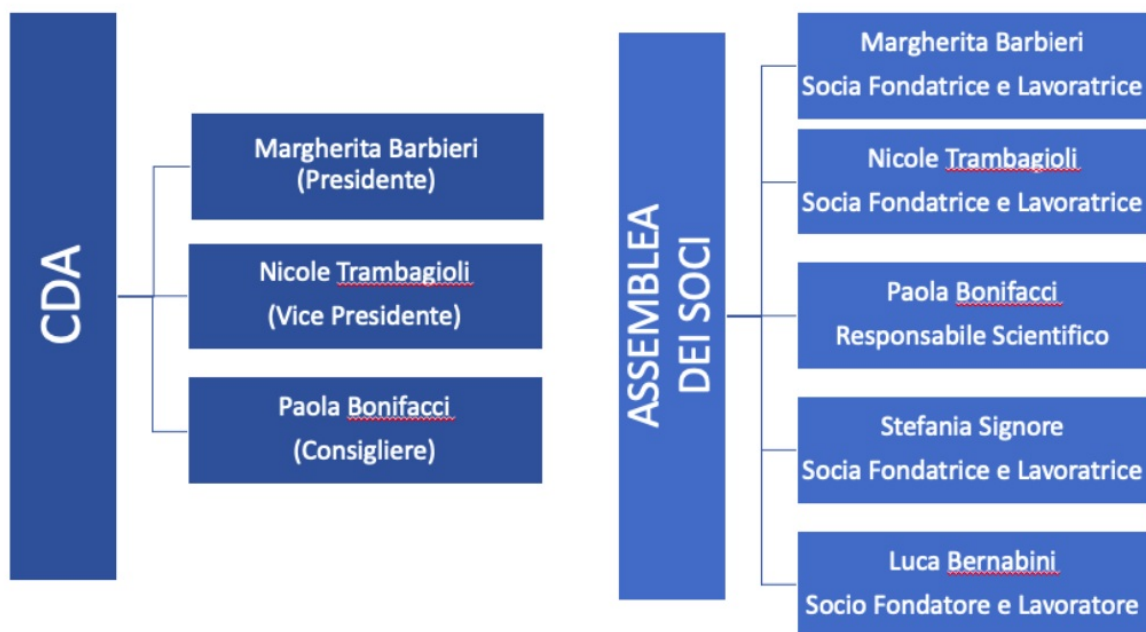 CDA
Margherita Barbieri
(Presidente)
Nicole Trambagioli
(Vice Presidente)
Paola Bonifacci
(Consigliere)
ASSEMBLEA
DEI SOCI
Margherita Barbieri
Socia Fondatrice e Lavoratrice
Nicole Trambagioli
Socia Fondatrice e Lavoratrice
Paola Bonifacci
Responsabile Scientifico
Stefania Signore
Socia Fondatrice e Lavoratrice
Luca Bernabini
Socio Fondatore e Lavoratore